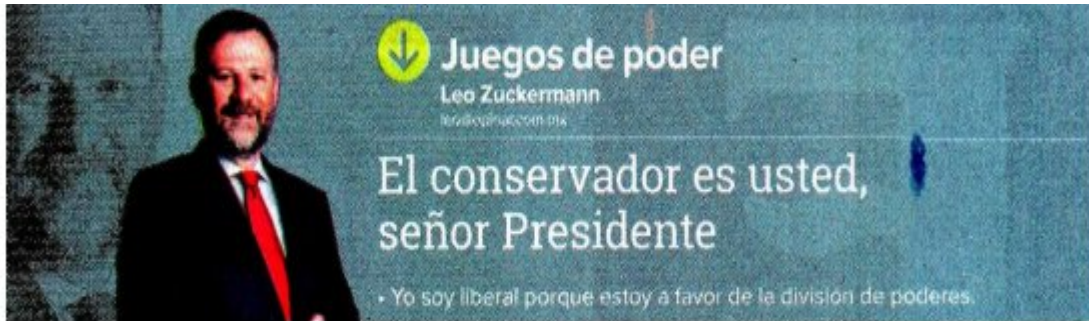 Juegos de poder
Leo Zuckermann
El conservador es usted,
señor Presidente
• Yo soy liberal porque estoy a favor de la división de poderes.